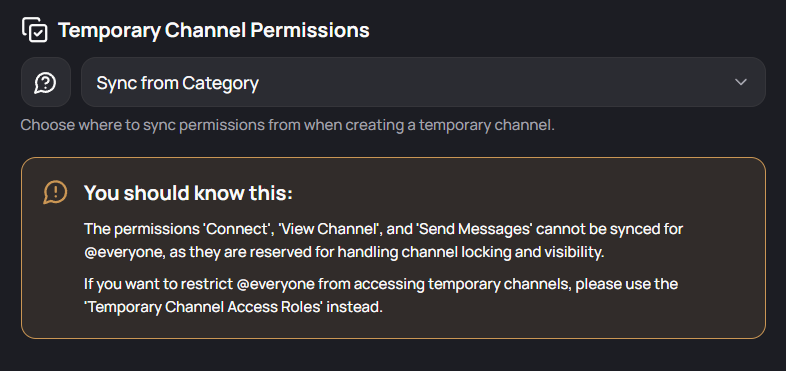 Temporary Channel Permissions
Sync from Category
Choose where to sync permissions from when creating a temporary channel.
You should know this:
The permissions 'Connect', 'View Channel', and 'Send Messages' cannot be synced for
@everyone, as they are reserved for handling channel locking and visibility.
If you want to restrict @everyone from accessing temporary channels, please use the
'Temporary Channel Access Roles' instead.